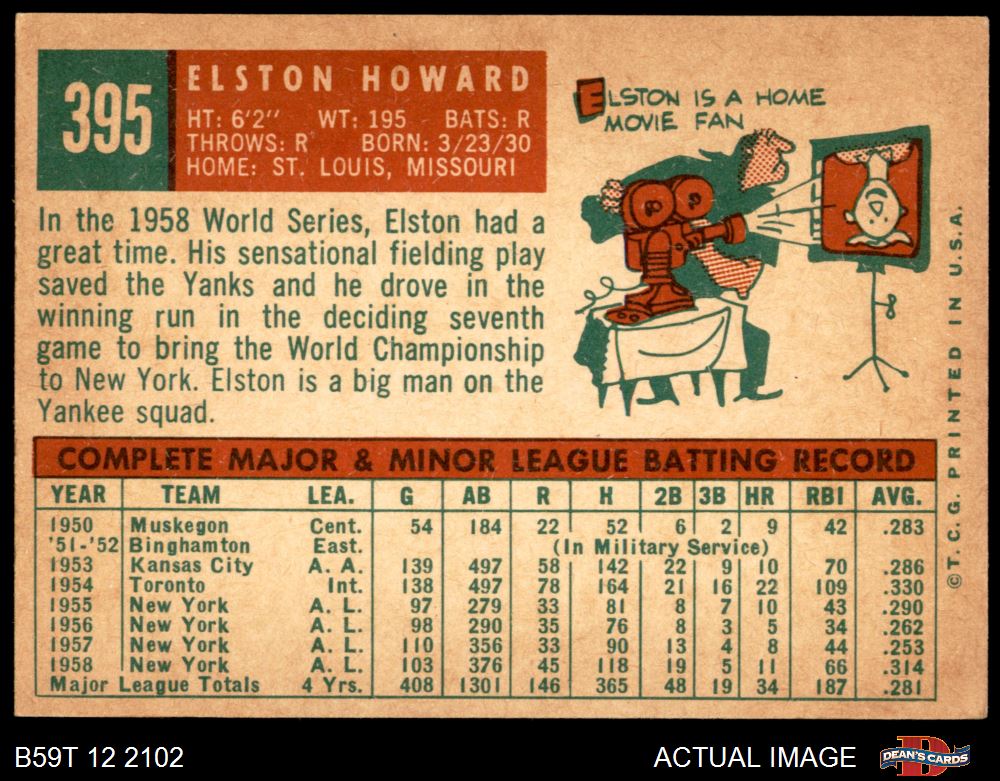 395
ELSTON HOWARD
HT: 6'2" WT: 195 BATS: R
THROWS: R BORN: 3/23/30
HOME: ST. LOUIS, MISSOURI
ELSTON IS A HOME
MOVIE FAN
In the 1958 World Series, Elston had a
great time. His sensational fielding play
saved the Yanks and he drove in the
winning run in the deciding seventh
game to bring the World Championship
to New York. Elston is a big man on the
Yankee squad.
COMPLETE MAJOR & MINOR LEAGUE BATTING RECORD
YEAR TEAM LEA. G AB R H 2B 3B HR RBI AVG.
1950 Muskegon Cent. 54 184 22 52 6 2 9 42 .283
'51-'52 Binghamton East. (In Military Service)
1953 Kansas City A. A. 139 497 58 142 22 9 10 70 .286
1954 Toronto Int. 138 497 78 164 21 16 22 109 .330
1955 New York A. L. 97 279 33 81 8 7 10 43 .290
1956 New York A. L. 98 290 35 76 8 3 5 34 .262
1957 New York A. L. 110 356 33 90 13 4 8 44 .253
1958 New York A. L. 103 376 45 118 19 5 11 66 .314
Major League Totals 4 Yrs. 408 1301 146 365 48 19 34 187 .281
©T. C. G. PRINTED IN U.S.A.
B59T 12 2102
ACTUAL IMAGE
DEAN'S CARDS